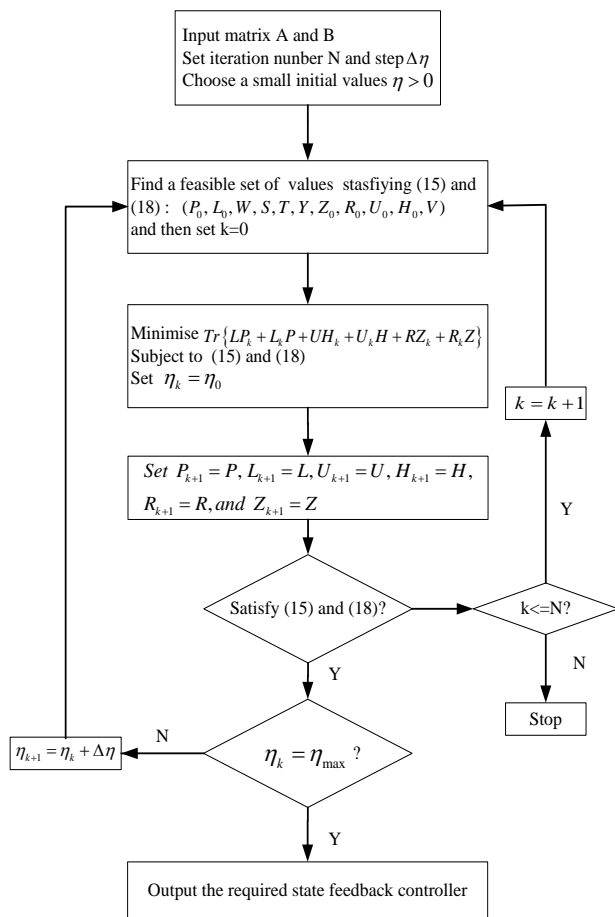 Input matrix A and B
Set iteration nunber N and step Δη
Choose a small initial values η > 0
Find a feasible set of values stasfiying (15) and
(18) : (P₀, L₀, W, S, T, Y, Z₀, R₀, U₀, H₀, V)
and then set k=0
Minimise Tr{LPₖ + LₖP + UHₖ + UₖH + RZₖ + RₖZ}
Subject to (15) and (18)
Set ηₖ = η₀
k = k + 1
Set Pₖ₊₁ = P, Lₖ₊₁ = L, Uₖ₊₁ = U, Hₖ₊₁ = H,
Rₖ₊₁ = R, and Zₖ₊₁ = Z
Y
Satisfy (15) and (18)?
k<=N?
Y
N
Stop
N
ηₖ₊₁ = ηₖ + Δη
ηₖ = ηmax ?
Y
Output the required state feedback controller